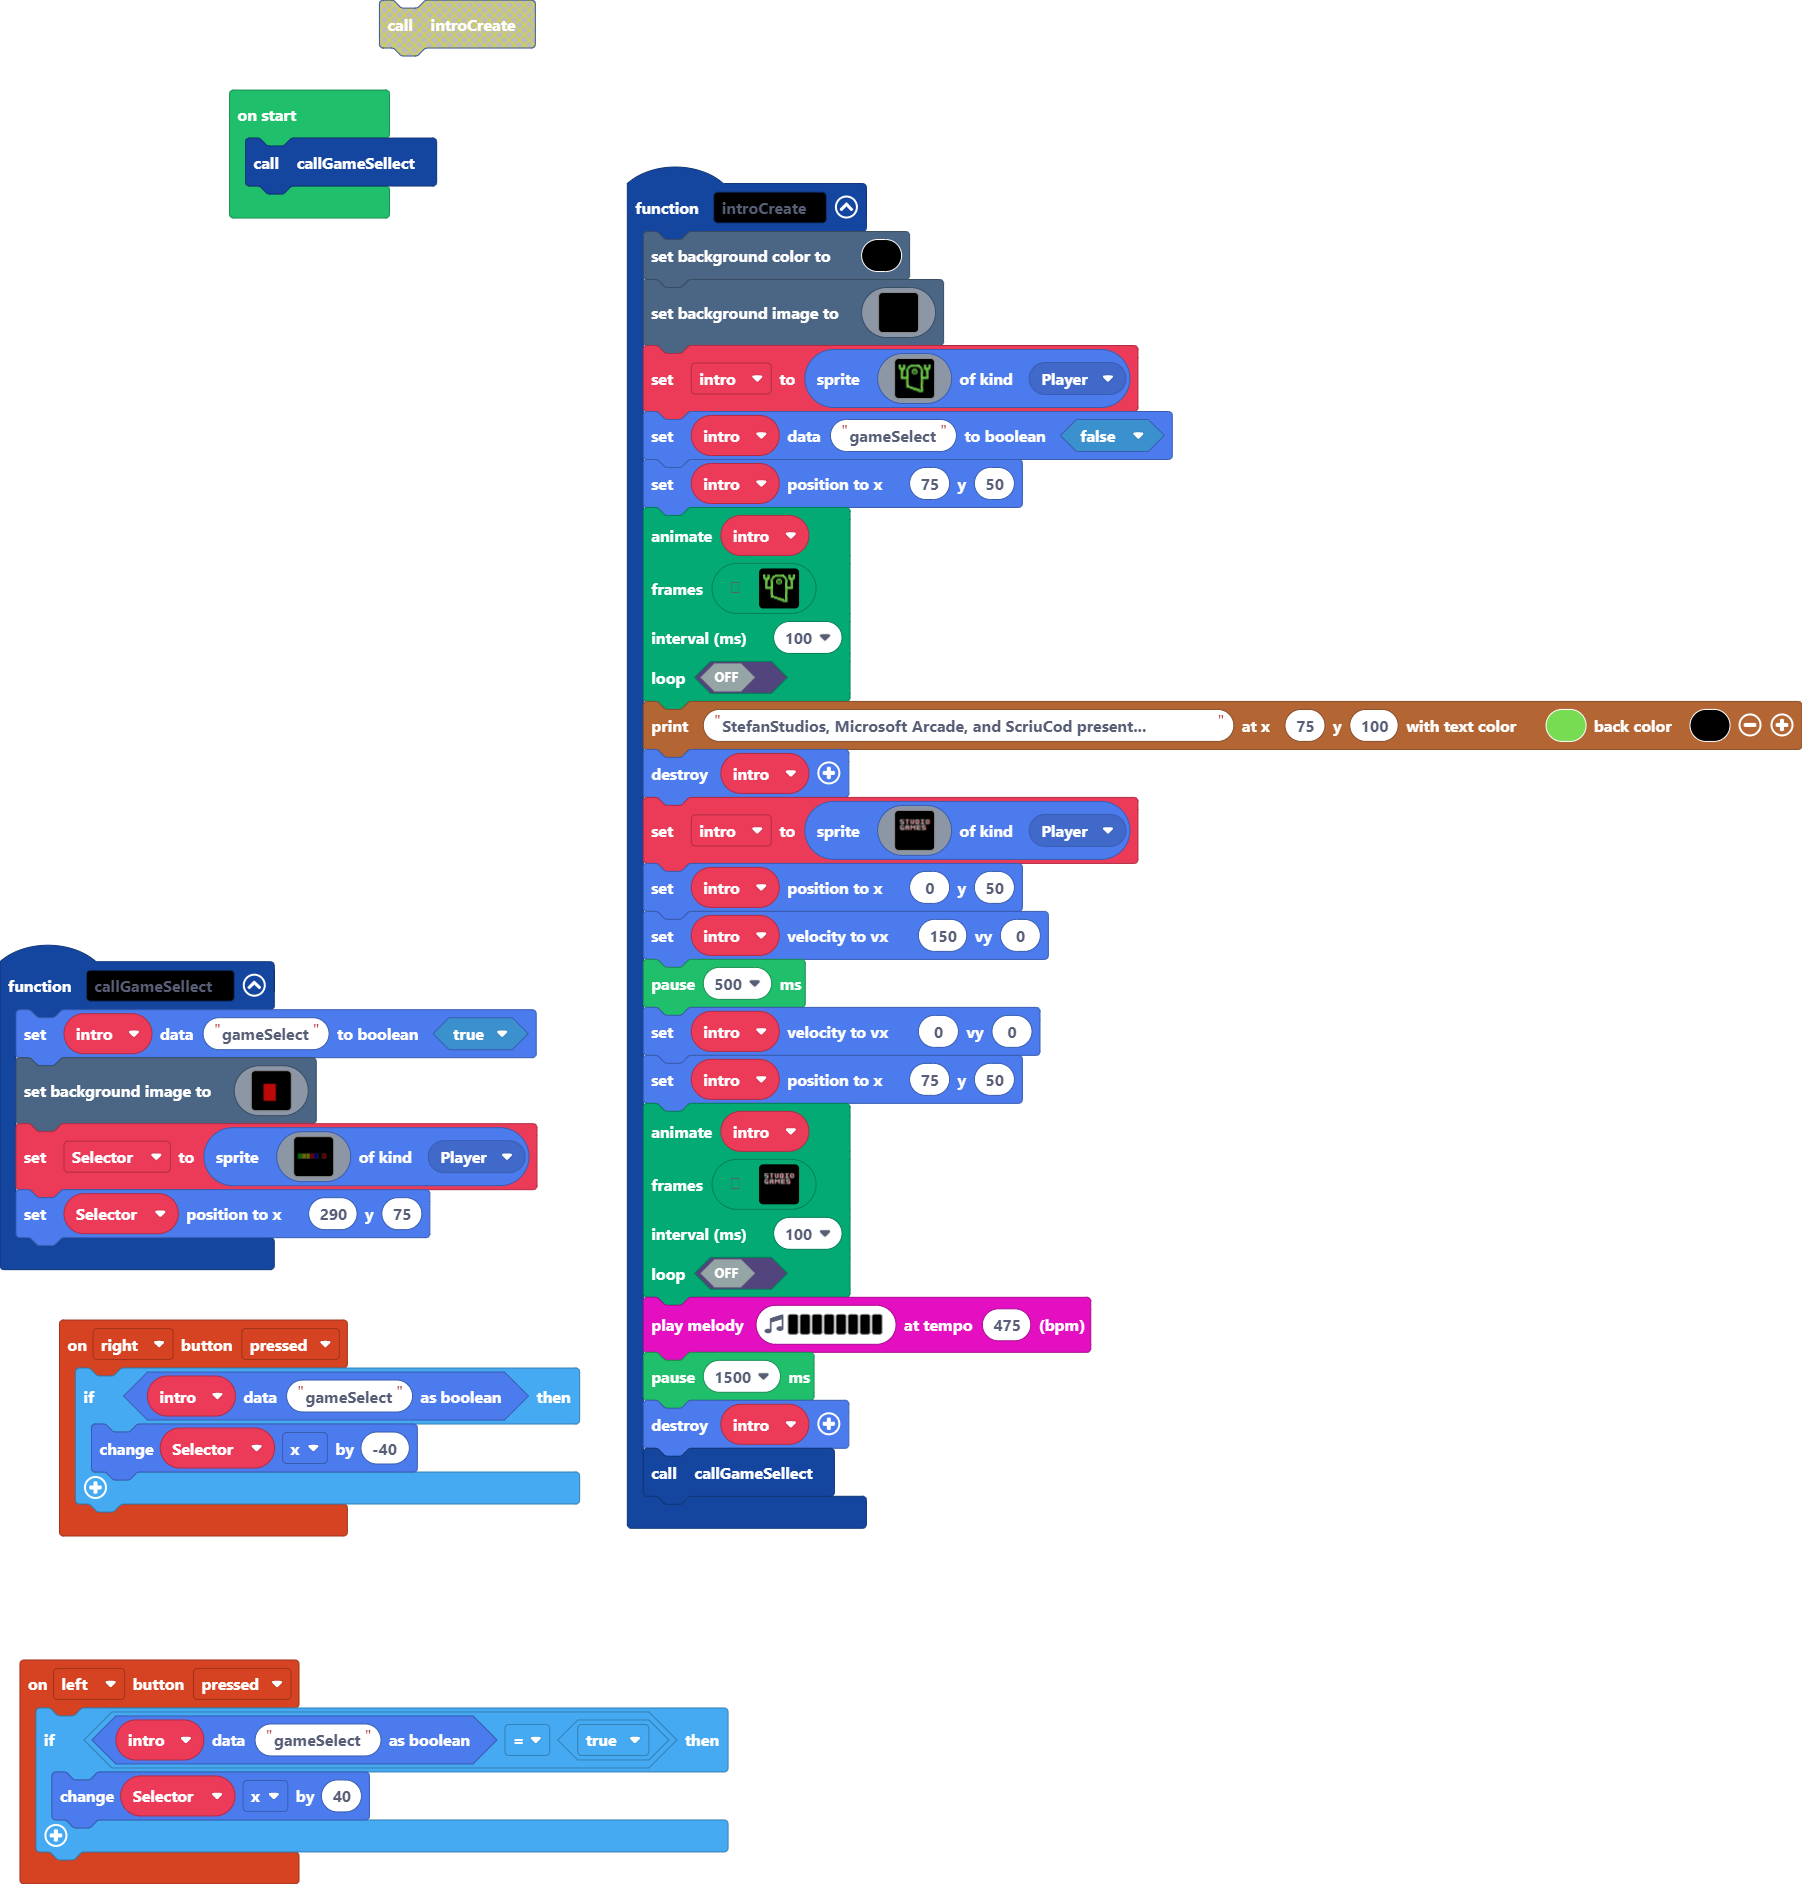 call introCreate
on start
call callGameSellect
function introCreate
set background color to
set background image to
set intro to sprite of kind Player
set intro data "gameSelect" to boolean false
set intro position to x 75 y 50
animate intro
frames
interval (ms) 100
loop OFF
print "StefanStudios, Microsoft Arcade, and ScriuCod present..." at x 75 y 100 with text color back color
destroy intro
set intro to sprite STUDIO GAMES of kind Player
set intro position to x 0 y 50
set intro velocity to vx 150 vy 0
pause 500 ms
set intro velocity to vx 0 vy 0
set intro position to x 75 y 50
animate intro
frames STUDIO GAMES
interval (ms) 100
loop OFF
play melody at tempo 475 (bpm)
pause 1500 ms
destroy intro
call callGameSellect
function callGameSellect
set intro data "gameSelect" to boolean true
set background image to
set Selector to sprite of kind Player
set Selector position to x 290 y 75
on right button pressed
if intro data "gameSelect" as boolean then
change Selector x by -40
on left button pressed
if intro data "gameSelect" as boolean = true then
change Selector x by 40